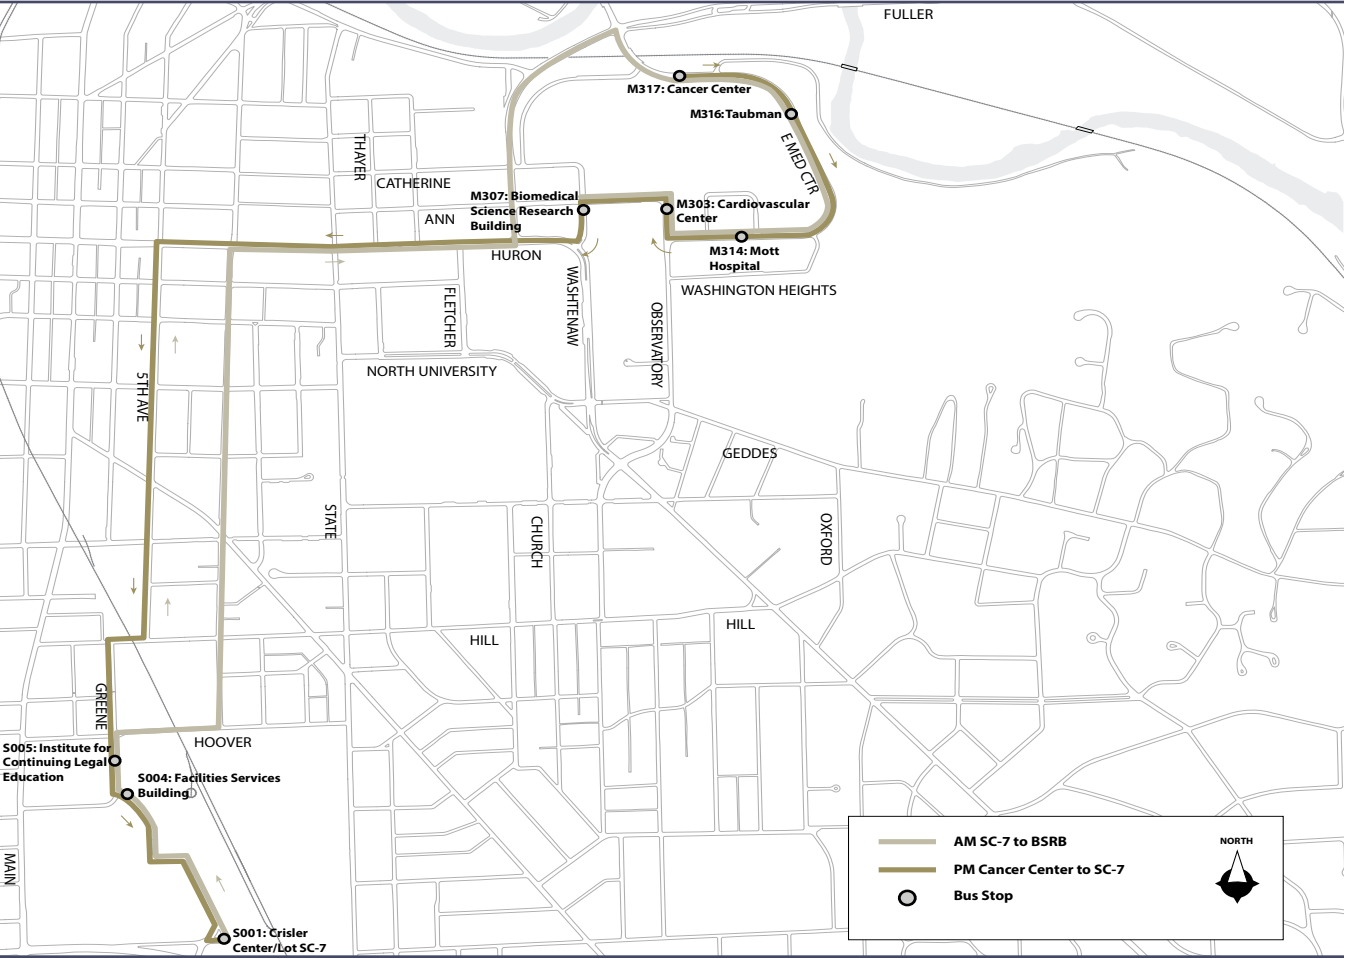 FULLER
M317: Cancer Center
M316: Taubman
E MED CTR
THAYER
CATHERINE
ANN
M307: Biomedical
Science Research
Building
M303: Cardiovascular
Center
HURON
M314: Mott
Hospital
WASHINGTON HEIGHTS
WASHTENAW
FLETCHER
OBSERVATORY
NORTH UNIVERSITY
5TH AVE
GEDDES
STATE
CHURCH
OXFORD
HILL
HILL
GREENE
HOOVER
S005: Institute for
Continuing Legal
Education
S004: Facilities Services
Building
MAIN
S001: Crisler
Center/Lot SC-7
AM SC-7 to BSRB
PM Cancer Center to SC-7
Bus Stop
NORTH